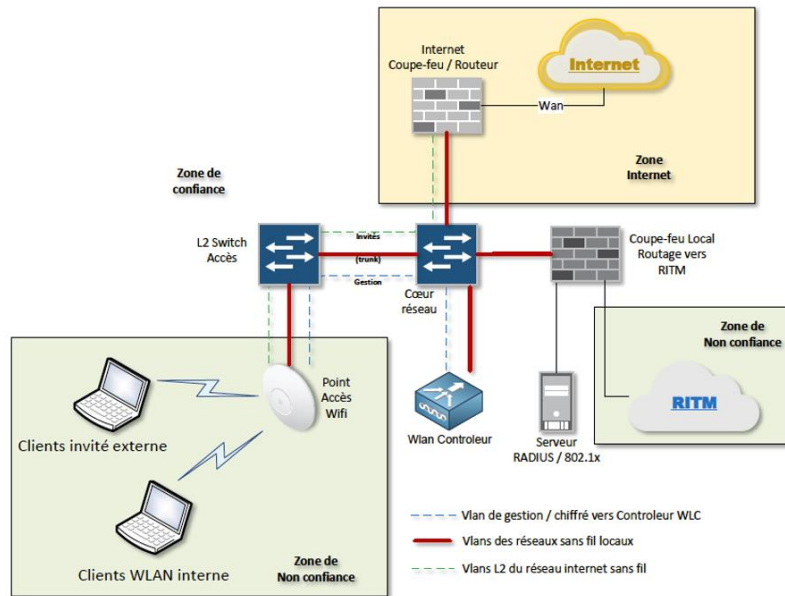 Internet
Coupe-feu / Routeur
Internet
Wan
Zone
Internet
Zone de
confiance
L2 Switch
Accès
Invités
(trunk)
Gestion
Cœur
réseau
Coupe-feu Local
Routage vers
RITM
Zone de
Non confiance
RITM
Point
Accès
Wifi
Clients invité externe
Clients WLAN interne
Zone de
Non confiance
Wlan Controleur
Serveur
RADIUS / 802.1x
Vlan de gestion / chiffré vers Controleur WLC
Vlans des réseaux sans fil locaux
Vlans L2 du réseau internet sans fil